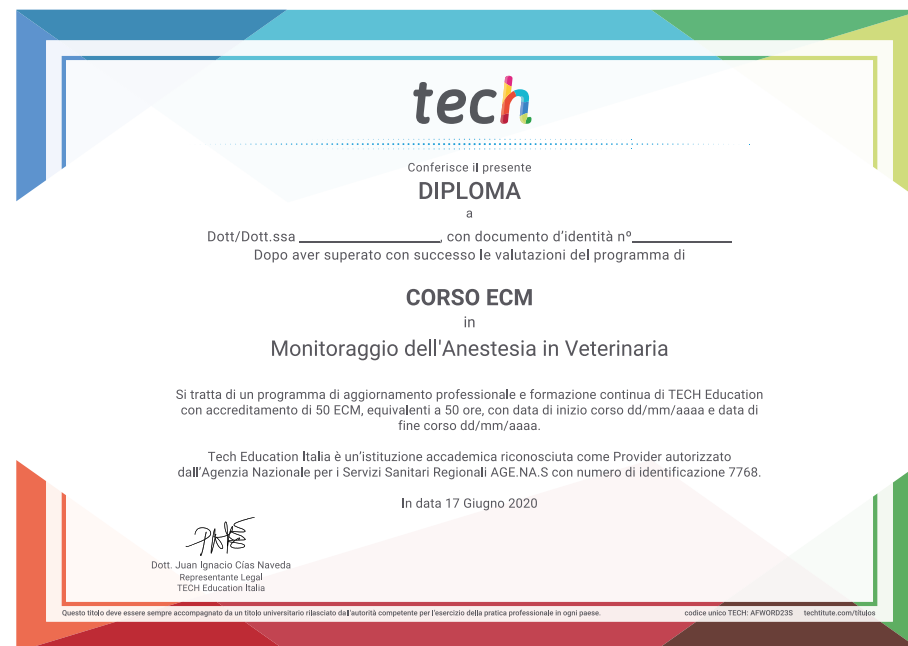 tech
Conferisce il presente
DIPLOMA
a
Dott/Dott.ssa ____________________, con documento d'identità nº______________
Dopo aver superato con successo le valutazioni del programma di
CORSO ECM
in
Monitoraggio dell'Anestesia in Veterinaria
Si tratta di un programma di aggiornamento professionale e formazione continua di TECH Education
con accreditamento di 50 ECM, equivalenti a 50 ore, con data di inizio corso dd/mm/aaaa e data di
fine corso dd/mm/aaaa.
Tech Education Italia è un'istituzione accademica riconosciuta come Provider autorizzato
dall'Agenzia Nazionale per i Servizi Sanitari Regionali AGE.NA.S con numero di identificazione 7768.
In data 17 Giugno 2020
Dott. Juan Ignacio Cías Naveda
Representante Legal
TECH Education Italia
Questo titolo deve essere sempre accompagnato da un titolo universitario rilasciato dall'autorità competente per l'esercizio della pratica professionale in ogni paese. codice unico TECH: AFWORD23S techtitute.com/títulos